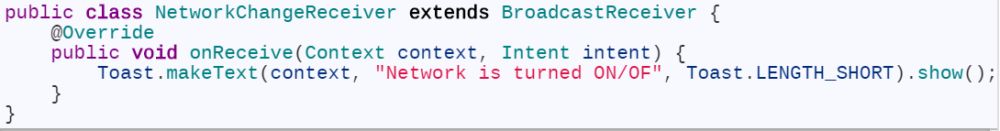 public class NetworkChangeReceiver extends BroadcastReceiver {
    @Override
    public void onReceive(Context context, Intent intent) {
        Toast.makeText(context, "Network is turned ON/OF", Toast.LENGTH_SHORT).show();
    }
}